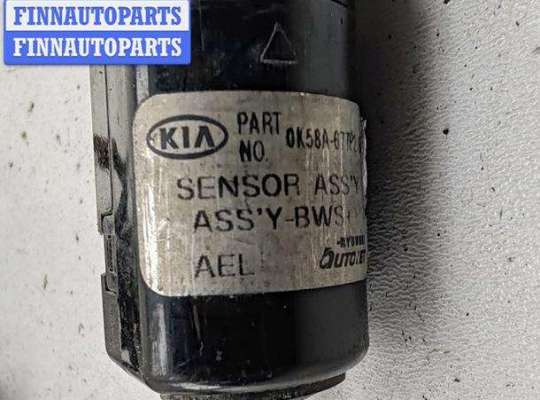 FINNAUTOPARTS
FINNAUTOPARTS
KIA PART
NO.
SENSOR ASS'Y
ASS'Y-BWS
AEL